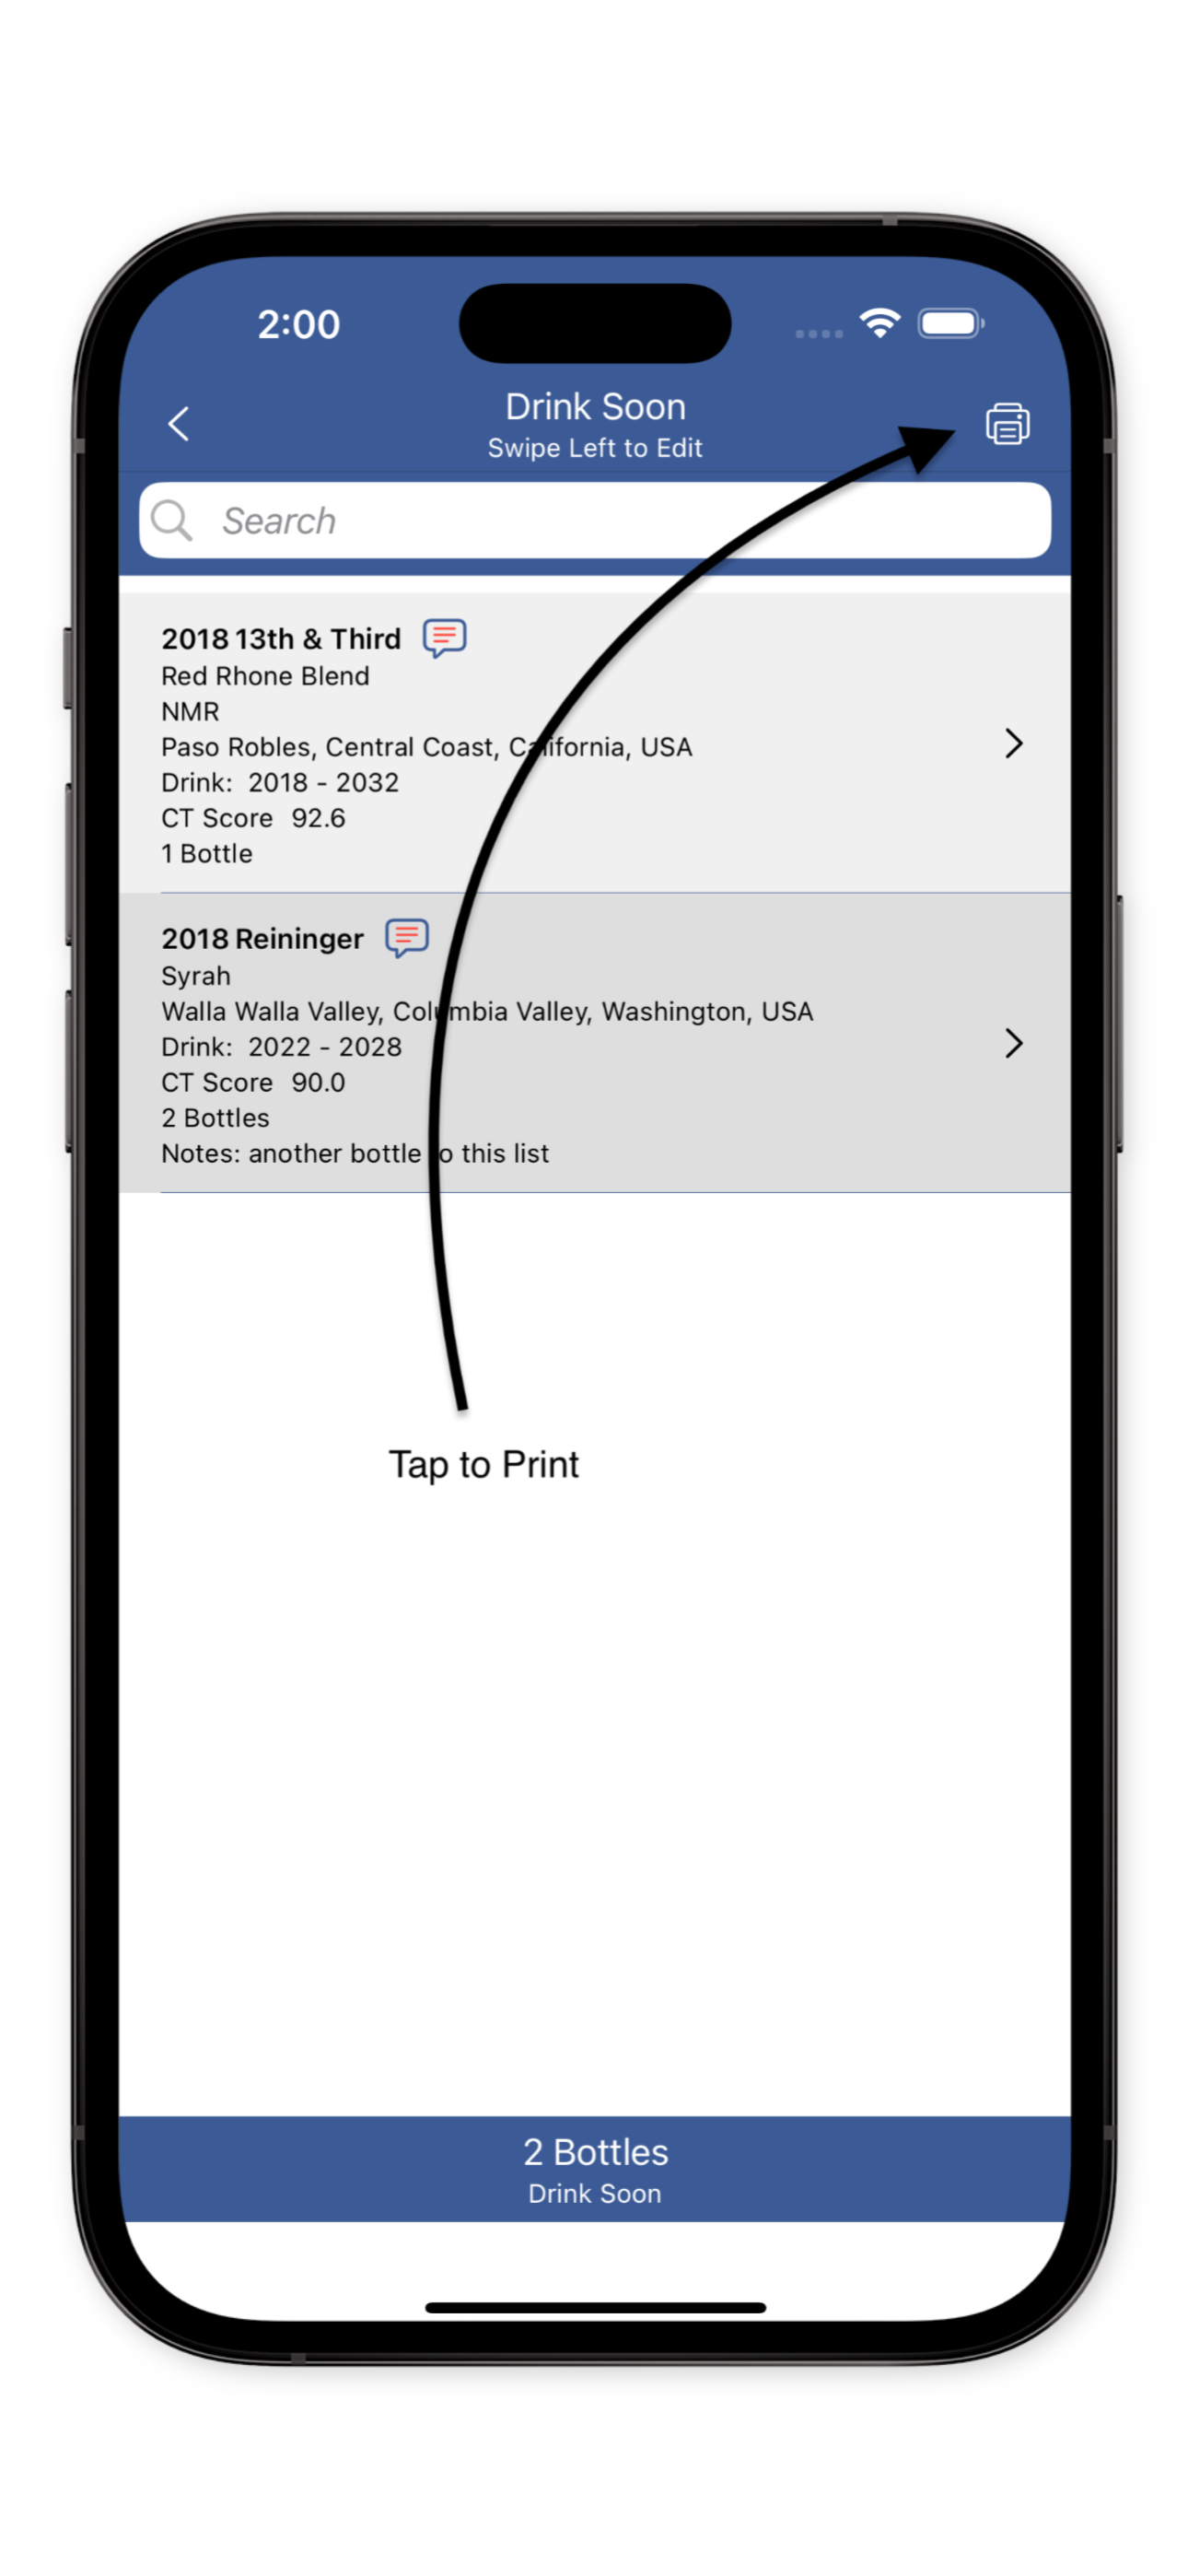 2:00
Drink Soon
Swipe Left to Edit
Search
2018 13th & Third
Red Rhone Blend
NMR
Paso Robles, Central Coast, California, USA
Drink: 2018 - 2032
CT Score 92.6
1 Bottle
2018 Reininger
Syrah
Walla Walla Valley, Columbia Valley, Washington, USA
Drink: 2022 - 2028
CT Score 90.0
2 Bottles
Notes: another bottle to this list
Tap to Print
2 Bottles
Drink Soon